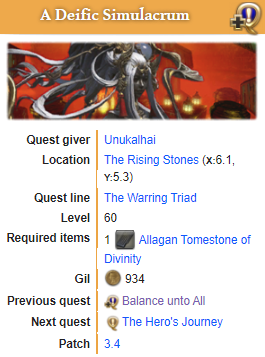 A Deific Simulacrum
Quest giver Unukalhai
Location The Rising Stones (x:6.1,
y:5.3)
Quest line The Warring Triad
Level 60
Required items 1 Allagan Tomestone of
Divinity
Gil 934
Previous quest Balance unto All
Next quest The Hero's Journey
Patch 3.4